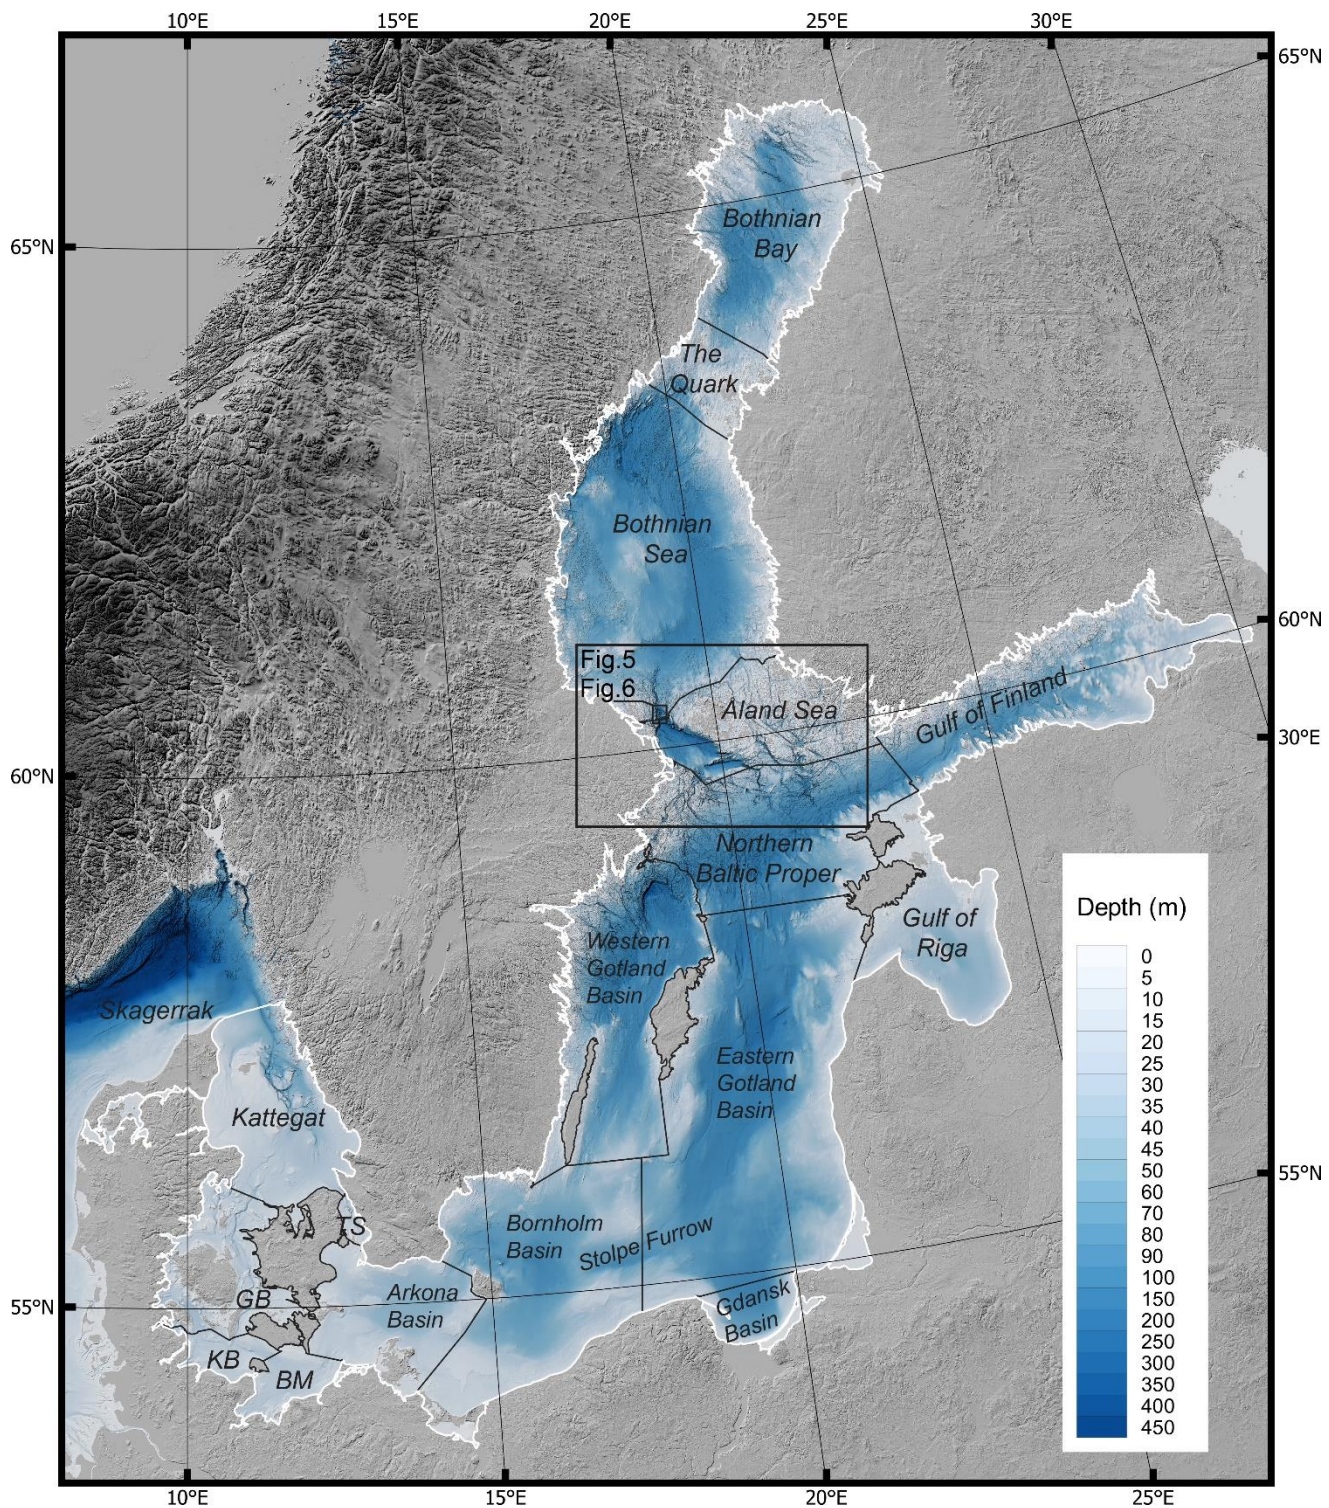 10°E
15°E
20°E
25°E
30°E
65°N
65°N
Bothnian
Bay
The
Quark
Bothnian
Sea
Fig.5
Fig.6
Åland Sea
Gulf of Finland
60°N
30°E
60°N
Northern
Baltic Proper
Gulf of
Riga
Western
Gotland
Basin
Skagerrak
Eastern
Gotland
Basin
Kattegat
55°N
TS
Bornholm
Basin
Stolpe Furrow
GB
Arkona
Basin
Gdansk
Basin
55°N
KB
BM
Depth (m)
0
5
10
15
20
25
30
35
40
45
50
60
70
80
90
100
150
200
250
300
350
400
450
10°E
15°E
20°E
25°E